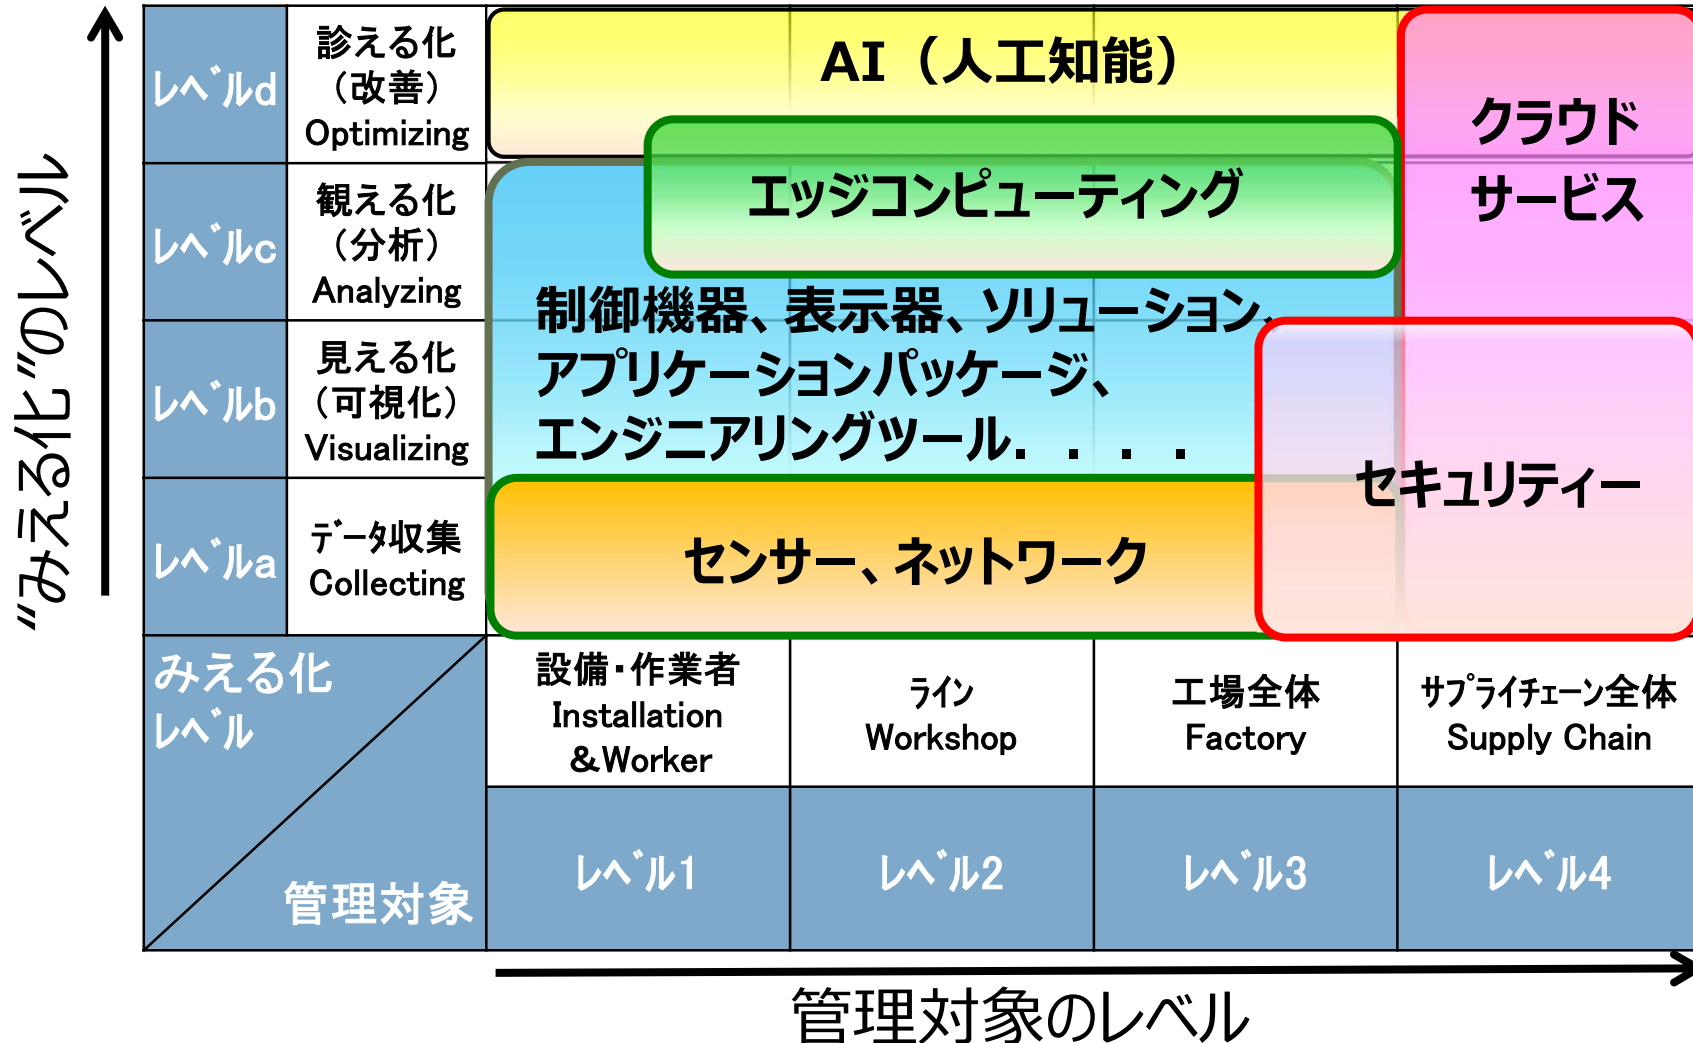 "みえる化"のレベル
レベルd
診える化
（改善）
Optimizing
レベルc
観える化
（分析）
Analyzing
レベルb
見える化
（可視化）
Visualizing
レベルa
データ収集
Collecting
AI（人工知能）
クラウド
サービス
エッジコンピューティング
制御機器、表示器、ソリューション、
アプリケーションパッケージ、
エンジニアリングツール．．．．
セキュリティー
センサー、ネットワーク
みえる化
レベル
管理対象
設備・作業者
Installation
&Worker
ライン
Workshop
工場全体
Factory
サプライチェーン全体
Supply Chain
レベル1
レベル2
レベル3
レベル4
管理対象のレベル